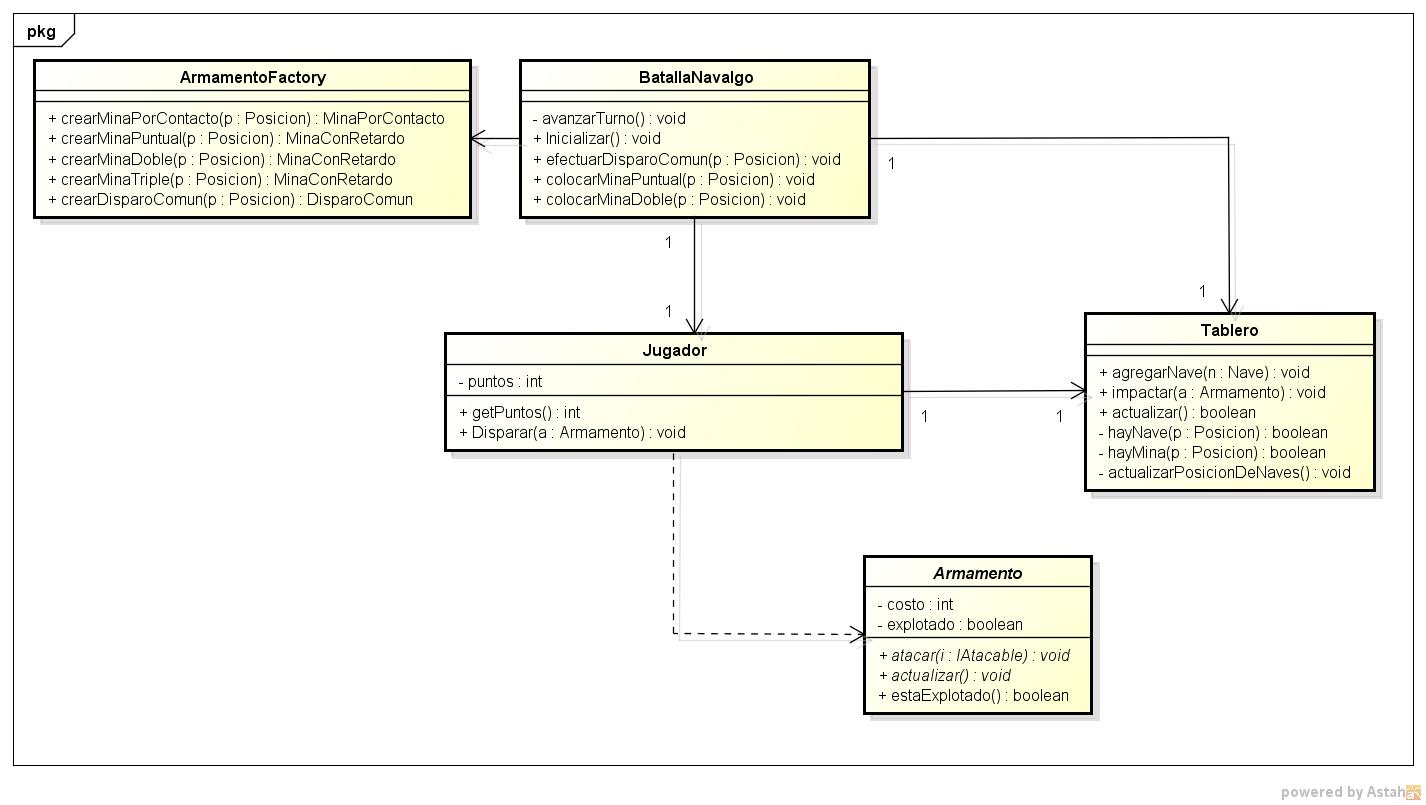 pkg
ArmamentoFactory
+ crearMinaPorContacto(p : Posicion) : MinaPorContacto
+ crearMinaPuntual(p : Posicion) : MinaConRetardo
+ crearMinaDoble(p : Posicion) : MinaConRetardo
+ crearMinaTriple(p : Posicion) : MinaConRetardo
+ crearDisparoComun(p : Posicion) : DisparoComun
BatallaNavalgo
- avanzarTurno() : void
+ Inicializar() : void
+ efectuarDisparoComun(p : Posicion) : void
+ colocarMinaPuntual(p : Posicion) : void
+ colocarMinaDoble(p : Posicion) : void
1
1
1
1
Jugador
- puntos : int
+ getPuntos() : int
+ Disparar(a : Armamento) : void
1
1
Tablero
+ agregarNave(n : Nave) : void
+ impactar(a : Armamento) : void
+ actualizar() : boolean
- hayNave(p : Posicion) : boolean
- hayMina(p : Posicion) : boolean
- actualizarPosicionDeNaves() : void
Armamento
- costo : int
- explotado : boolean
+ atacar(i : IAtacable) : void
+ actualizar() : void
+ estaExplotado() : boolean
powered by Astah